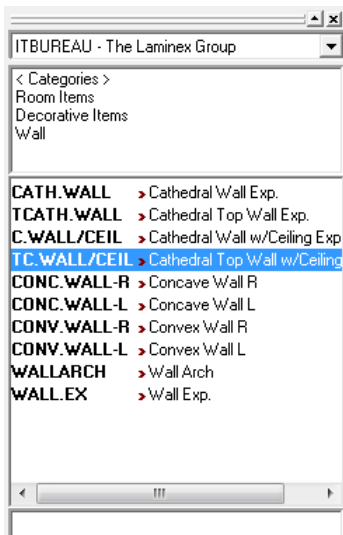 ITBUREAU - The Laminex Group
< Categories >
Room Items
Decorative Items
Wall
CATH.WALL Cathedral Wall Exp.
TCATH.WALL Cathedral Top Wall Exp.
C.WALL/CEIL Cathedral Wall w/Ceiling Exp
TC.WALL/CEIL Cathedral Top Wall w/Ceiling
CONC.WALL-R Concave Wall R
CONC.WALL-L Concave Wall L
CONV.WALL-R Convex Wall R
CONV.WALL-L Convex Wall L
WALLARCH Wall Arch
WALL.EX Wall Exp.